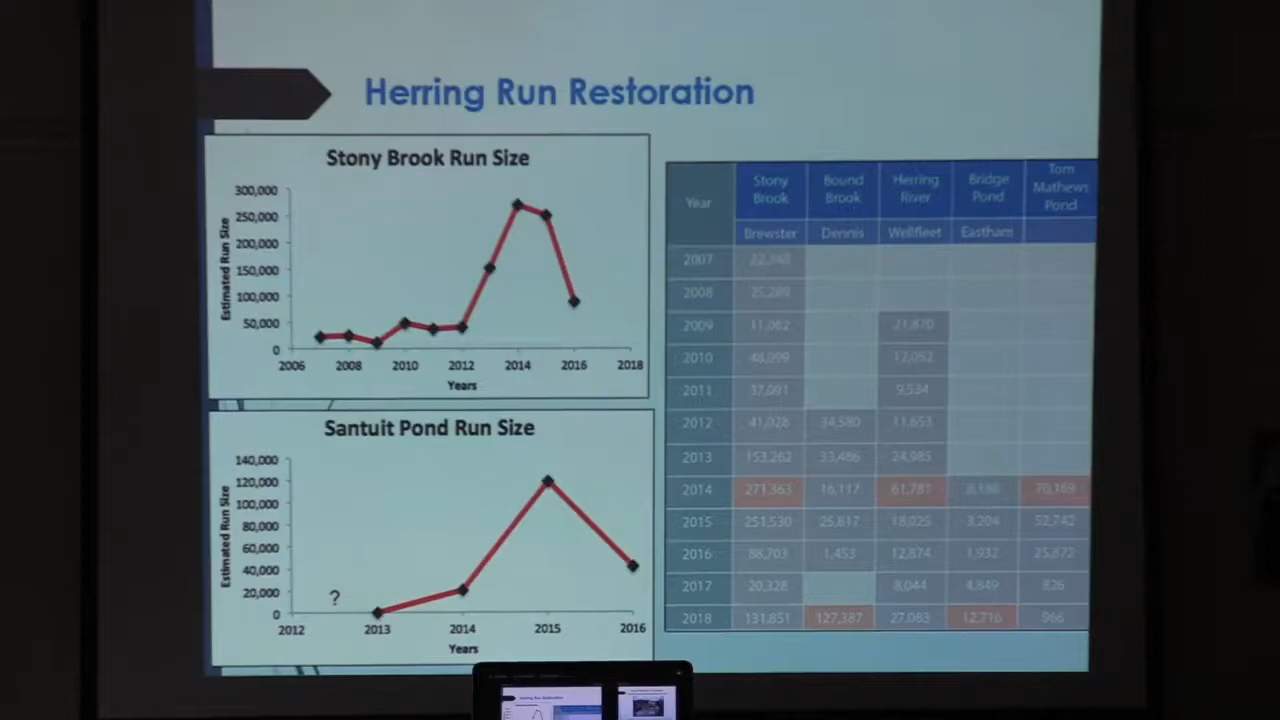 Herring Run Restoration
Stony Brook Run Size
Estimated Run Size
300,000
250,000
200,000
150,000
100,000
50,000
0
2006 2008 2010 2012 2014 2016 2018
Years
Santuit Pond Run Size
Estimated Run Size
140,000
120,000
100,000
80,000
60,000
40,000
20,000
0
?
2012 2013 2014 2015 2016
Years
Year Stony Brook Bound Brook Herring River Bridge Pond Tom Mathews Pond
Brewster Dennis Wellfleet Eastham
2007
2008 25,289
2009 11,062 21,870
2010 48,099 12,052
2011 37,091 9,534
2012 41,028 34,580 11,653
2013 153,262 33,486 24,985
2014 271,363 16,117 61,781 70,169
2015 251,530 25,817 18,025 3,204 52,742
2016 88,703 1,453 12,874 1,932 25,872
2017 20,328 8,044 4,849 826
2018 131,851 127,387 27,083 12,716 966
Herring Run Restoration